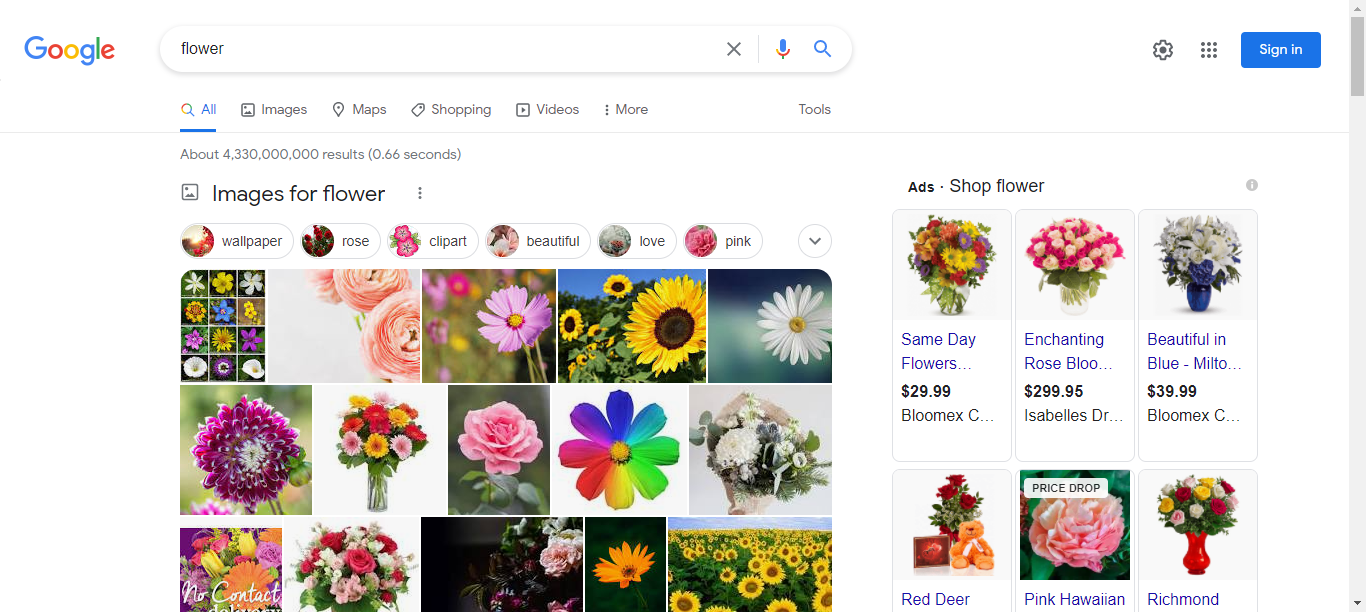 Google
flower
Sign in
All
Images
Maps
Shopping
Videos
More
Tools
About 4,330,000,000 results (0.66 seconds)
Images for flower
wallpaper
rose
clipart
beautiful
love
pink
No Contact
delivery
Ads · Shop flower
Same Day
Flowers...
$29.99
Bloomex C...
Enchanting
Rose Bloo...
$299.95
Isabelles Dr...
Beautiful in
Blue - Milto...
$39.99
Bloomex C...
PRICE DROP
Red Deer
Pink Hawaiian
Richmond